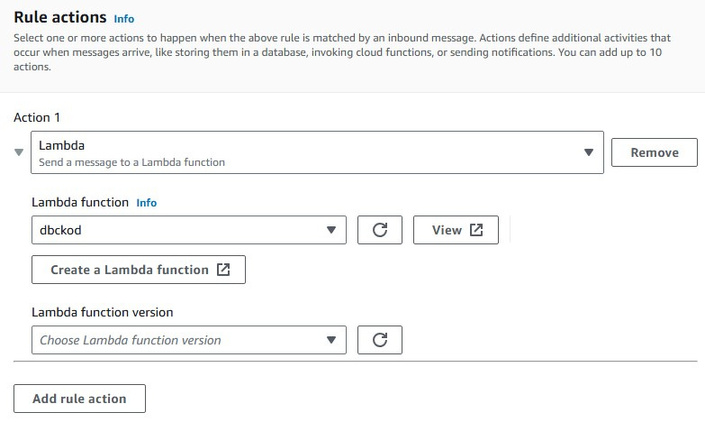 Rule actions Info
Select one or more actions to happen when the above rule is matched by an inbound message. Actions define additional activities that
occur when messages arrive, like storing them in a database, invoking cloud functions, or sending notifications. You can add up to 10
actions.
Action 1
Lambda
Send a message to a Lambda function
Remove
Lambda function Info
dbckod
View
Create a Lambda function
Lambda function version
Choose Lambda function version
Add rule action